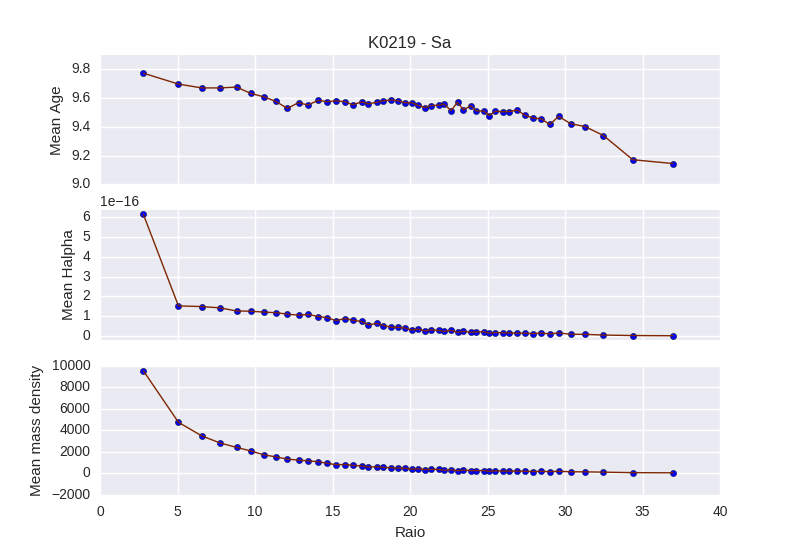 K0219 - Sa
Mean Age
9.8
9.6
9.4
9.2
9.0
1e−16
Mean Halpha
6
5
4
3
2
1
0
Mean mass density
10000
8000
6000
4000
2000
0
−2000
0 5 10 15 20 25 30 35 40
Raio